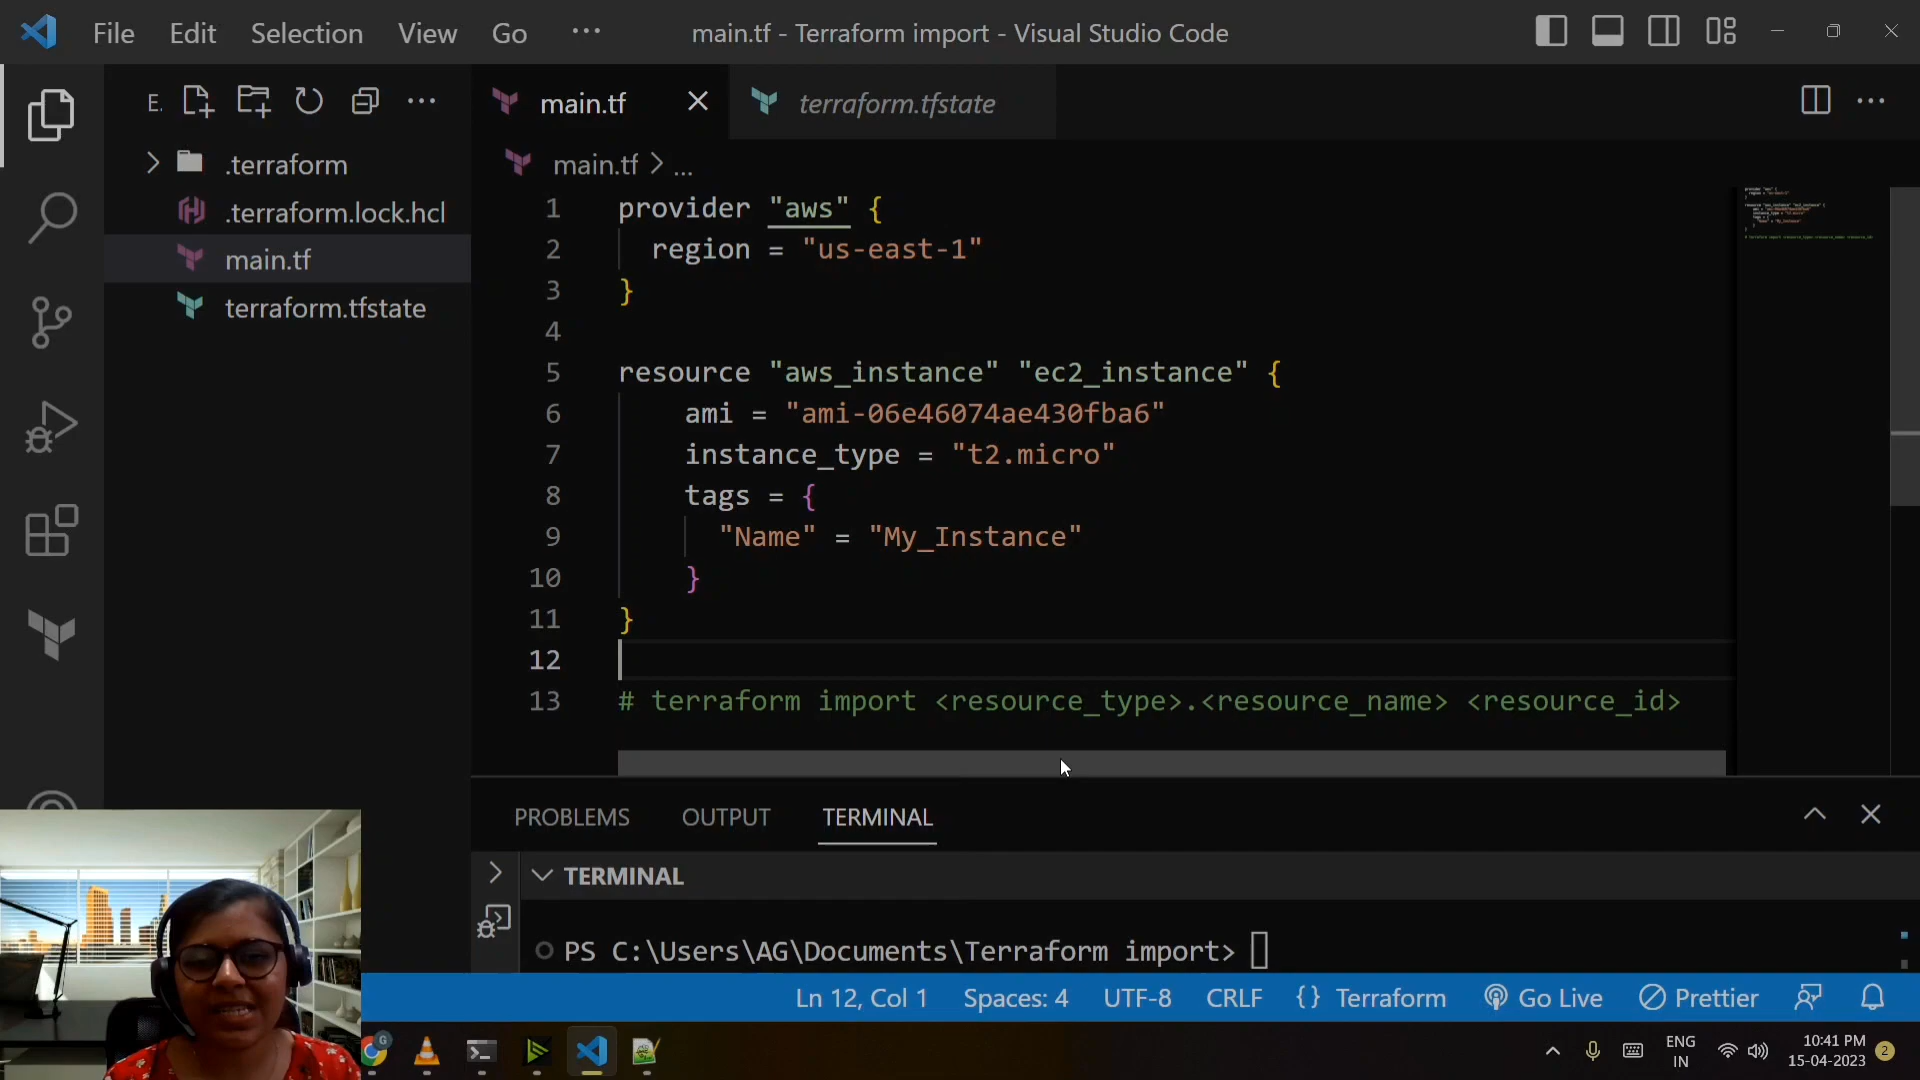 File Edit Selection View Go ... main.tf - Terraform import - Visual Studio Code
E.
main.tf
terraform.tfstate
.terraform
.terraform.lock.hcl
main.tf
terraform.tfstate
main.tf > ...
1 provider "aws" {
2 region = "us-east-1"
3 }
4
5 resource "aws_instance" "ec2_instance" {
6 ami = "ami-06e46074ae430fba6"
7 instance_type = "t2.micro"
8 tags = {
9 "Name" = "My_Instance"
10 }
11 }
12
13 # terraform import <resource_type>.<resource_name> <resource_id>
PROBLEMS OUTPUT TERMINAL
TERMINAL
PS C:\Users\AG\Documents\Terraform import>
Ln 12, Col 1 Spaces: 4 UTF-8 CRLF {} Terraform Go Live Prettier
G
ENG
IN
10:41 PM
15-04-2023
2